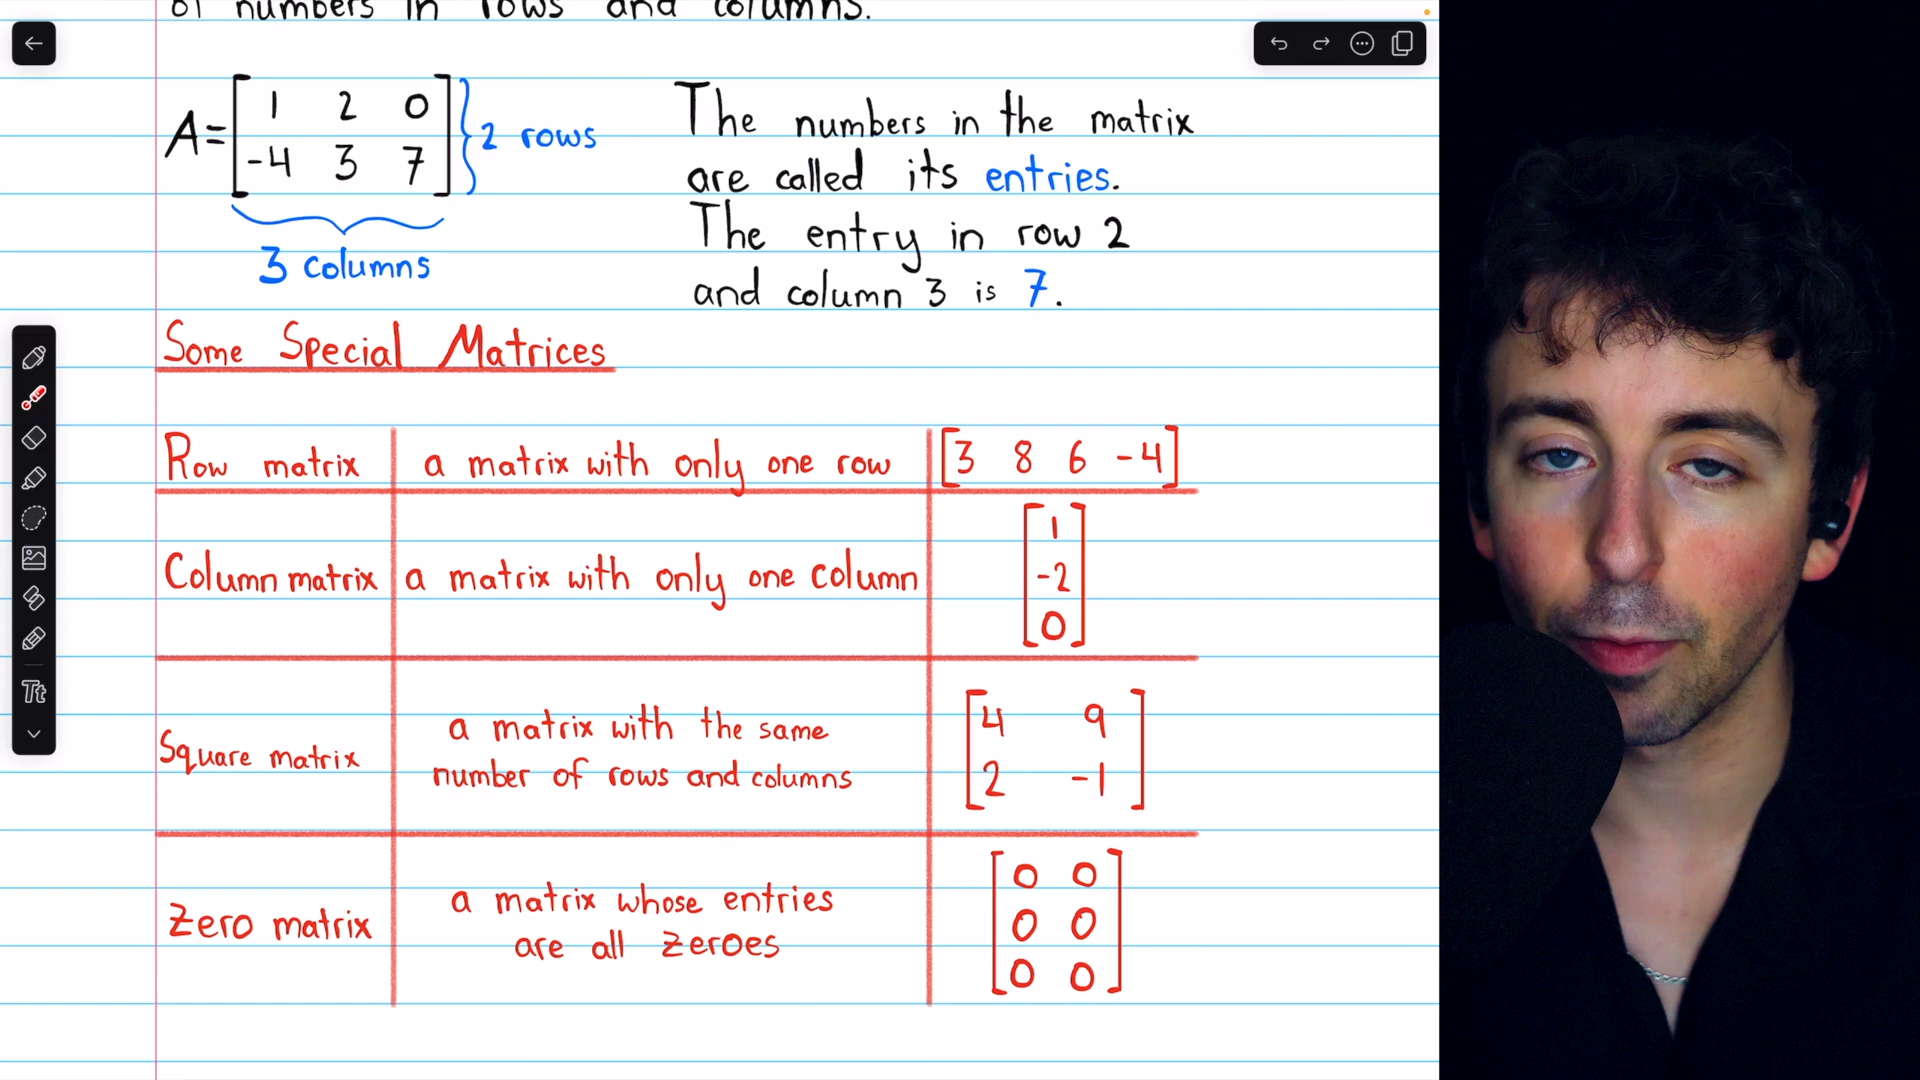 of numbers in rows and columns.
A = [ 1 2 0
-4 3 7 ] } 2 rows
3 columns
The numbers in the matrix
are called its entries.
The entry in row 2
and column 3 is 7.
Some Special Matrices
Row matrix | a matrix with only one row | [3 8 6 -4]
Column matrix | a matrix with only one column | [ 1
-2
0 ]
Square matrix | a matrix with the same
number of rows and columns | [ 4 9
2 -1 ]
Zero matrix | a matrix whose entries
are all zeroes | [ 0 0
0 0
0 0 ]
Tt